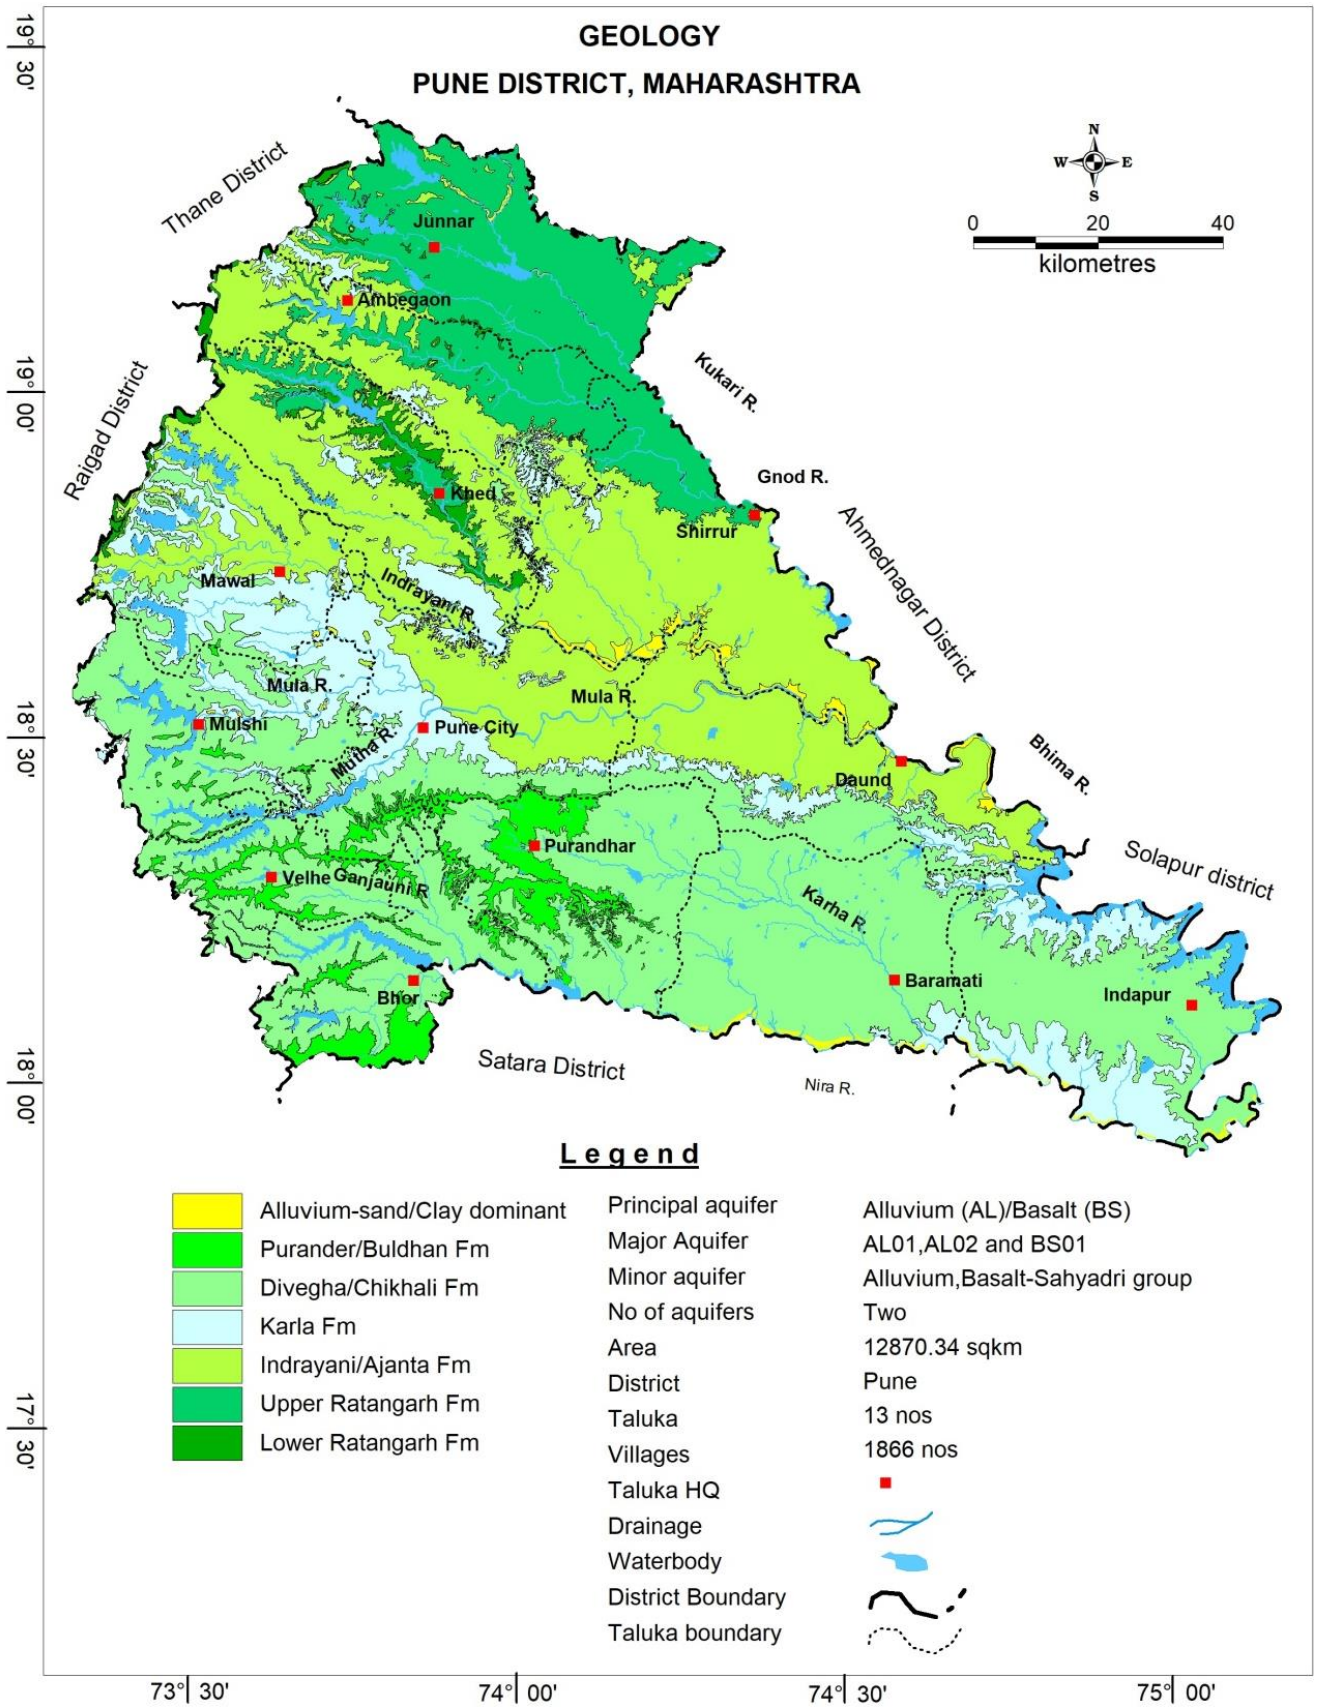 GEOLOGY
PUNE DISTRICT, MAHARASHTRA
N
W E
S
0 20 40
kilometres
19° 30'
19° 00'
18° 30'
18° 00'
17° 30'
Thane District
Junnar
Ambegaon
Raigad District
Kukari R.
Gnod R.
Khed
Shirrur
Ahmednagar District
Mawal
Indrayani R.
Mula R.
Mula R.
Mulshi
Pune City
Mutha R.
Bhima R.
Daund
Purandhar
Solapur district
Velhe
Ganjauni R
Karha R.
Baramati
Indapur
Bhor
Satara District
Nira R.
Legend
Alluvium-sand/Clay dominant
Purander/Buldhan Fm
Divegha/Chikhali Fm
Karla Fm
Indrayani/Ajanta Fm
Upper Ratangarh Fm
Lower Ratangarh Fm
Principal aquifer Alluvium (AL)/Basalt (BS)
Major Aquifer AL01,AL02 and BS01
Minor aquifer Alluvium,Basalt-Sahyadri group
No of aquifers Two
Area 12870.34 sqkm
District Pune
Taluka 13 nos
Villages 1866 nos
Taluka HQ
Drainage
Waterbody
District Boundary
Taluka boundary
73° 30' 74° 00' 74° 30' 75° 00'